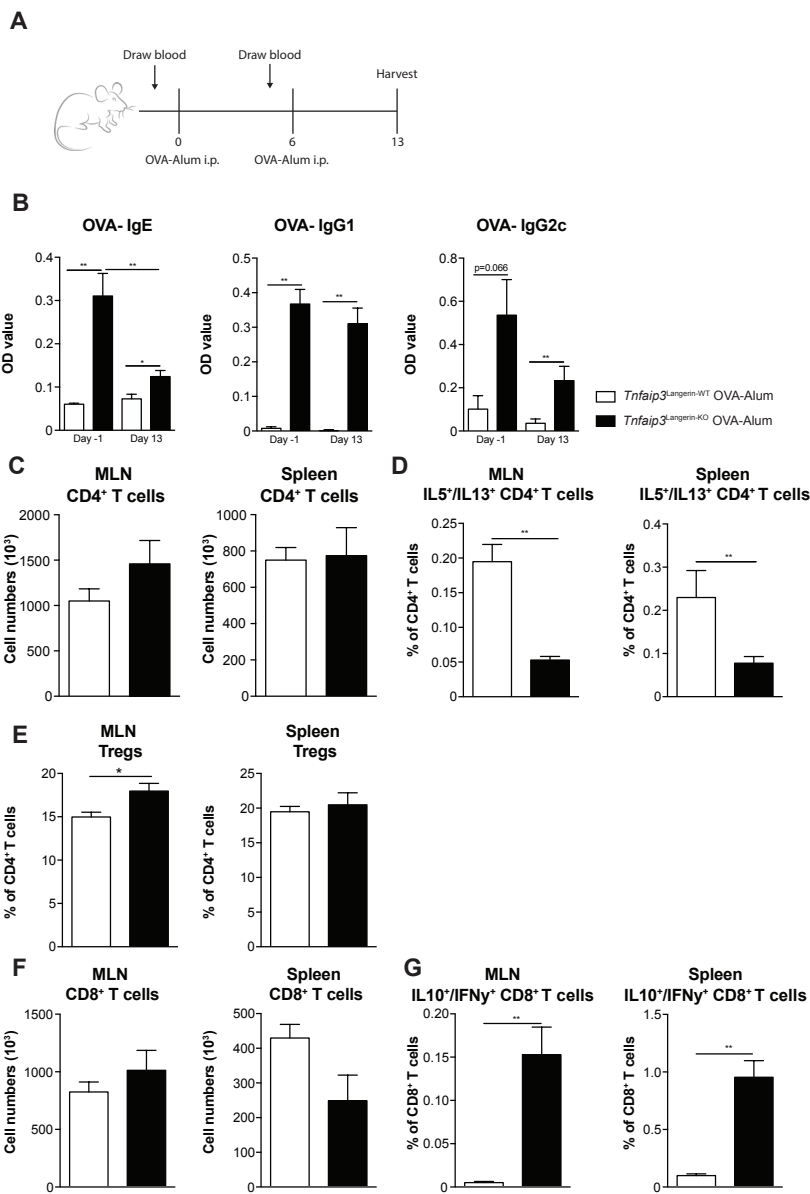 A
Draw blood
Draw blood
Harvest
0
6
13
OVA-Alum i.p.
OVA-Alum i.p.
B
OVA- IgE
OVA- IgG1
OVA- IgG2c
OD value
0.4
0.3
0.2
0.1
0
**
**
*
Day -1
Day 13
OD value
0.5
0.4
0.3
0.2
0.1
0
**
**
Day -1
Day 13
OD value
0.8
0.6
0.4
0.2
0
p=0.066
**
Day -1
Day 13
Tnfaip3Langerin-WT OVA-Alum
Tnfaip3Langerin-KO OVA-Alum
C
MLN
CD4+ T cells
Cell numbers (10³)
2000
1500
1000
500
0
Spleen
CD4+ T cells
Cell numbers (10³)
1000
800
600
400
200
0
D
MLN
IL5+/IL13+ CD4+ T cells
% of CD4+ T cells
0.25
0.20
0.15
0.10
0.05
0
**
Spleen
IL5+/IL13+ CD4+ T cells
% of CD4+ T cells
0.4
0.3
0.2
0.1
0
**
E
MLN
Tregs
% of CD4+ T cells
20
15
10
5
0
*
Spleen
Tregs
% of CD4+ T cells
25
20
15
10
5
0
F
MLN
CD8+ T cells
Cell numbers (10³)
1500
1000
500
0
Spleen
CD8+ T cells
Cell numbers (10³)
500
400
300
200
100
0
G
MLN
IL10+/IFNy+ CD8+ T cells
% of CD8+ T cells
0.20
0.15
0.10
0.05
0
**
Spleen
IL10+/IFNy+ CD8+ T cells
% of CD8+ T cells
1.5
1.0
0.5
0
**